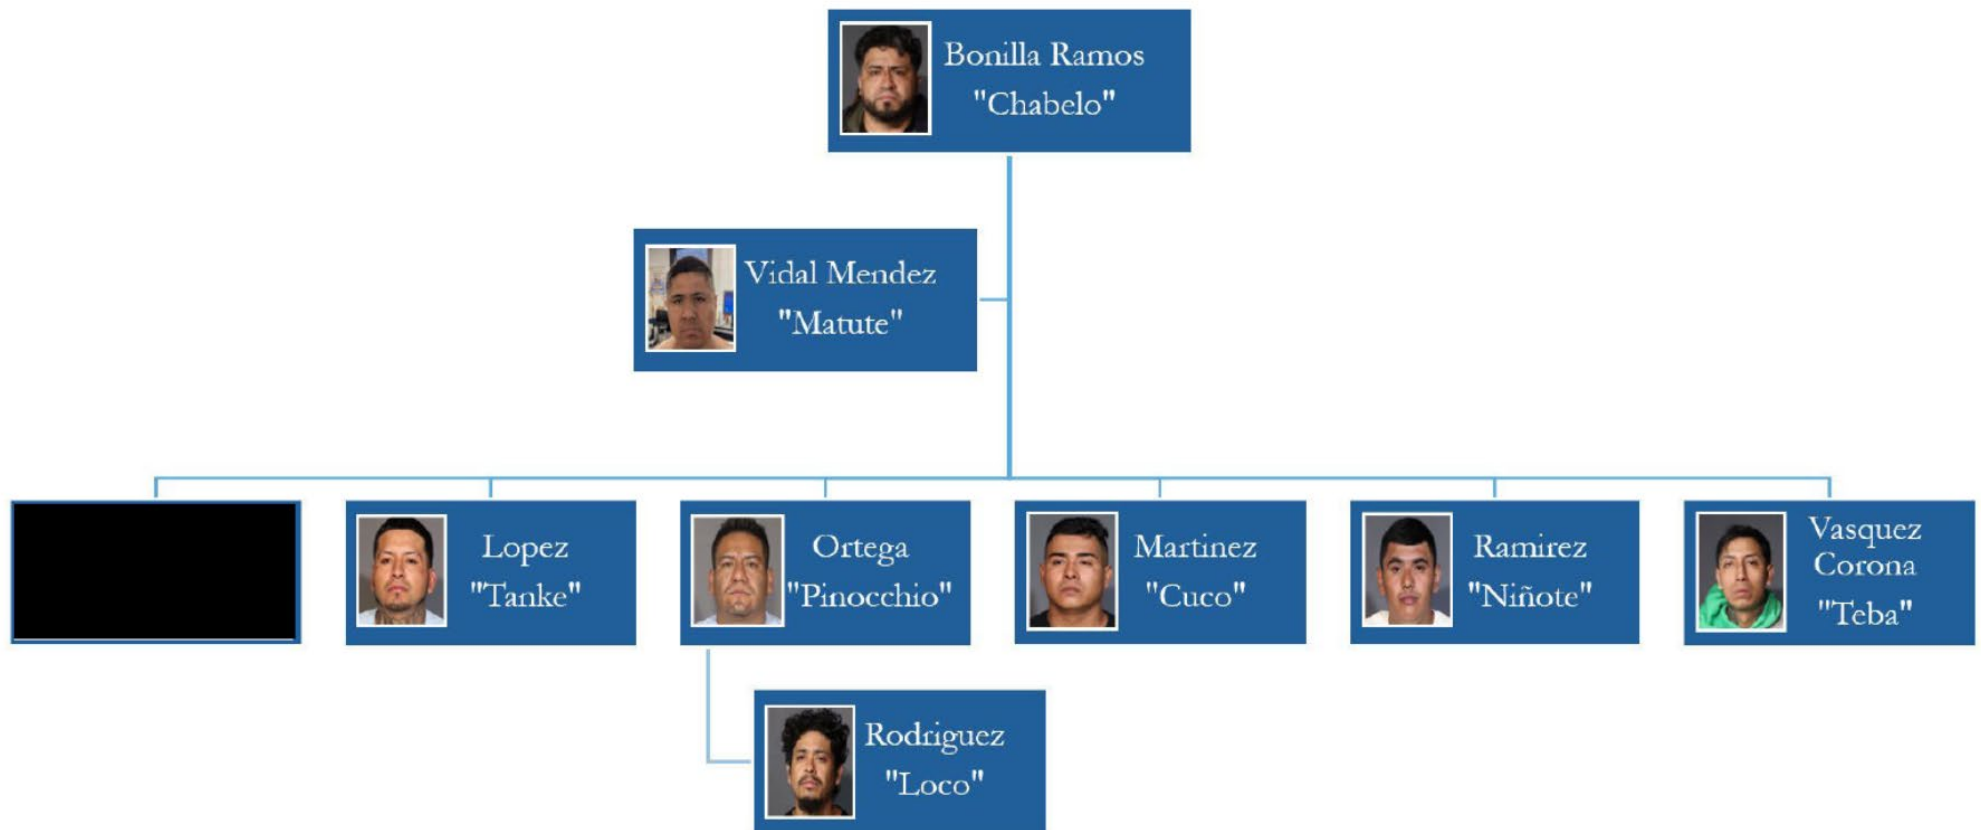 Bonilla Ramos
"Chabelo"
Vidal Mendez
"Matute"
Lopez
"Tanke"
Ortega
"Pinocchio"
Martinez
"Cuco"
Ramirez
"Niñote"
Vasquez
Corona
"Teba"
Rodriguez
"Loco"